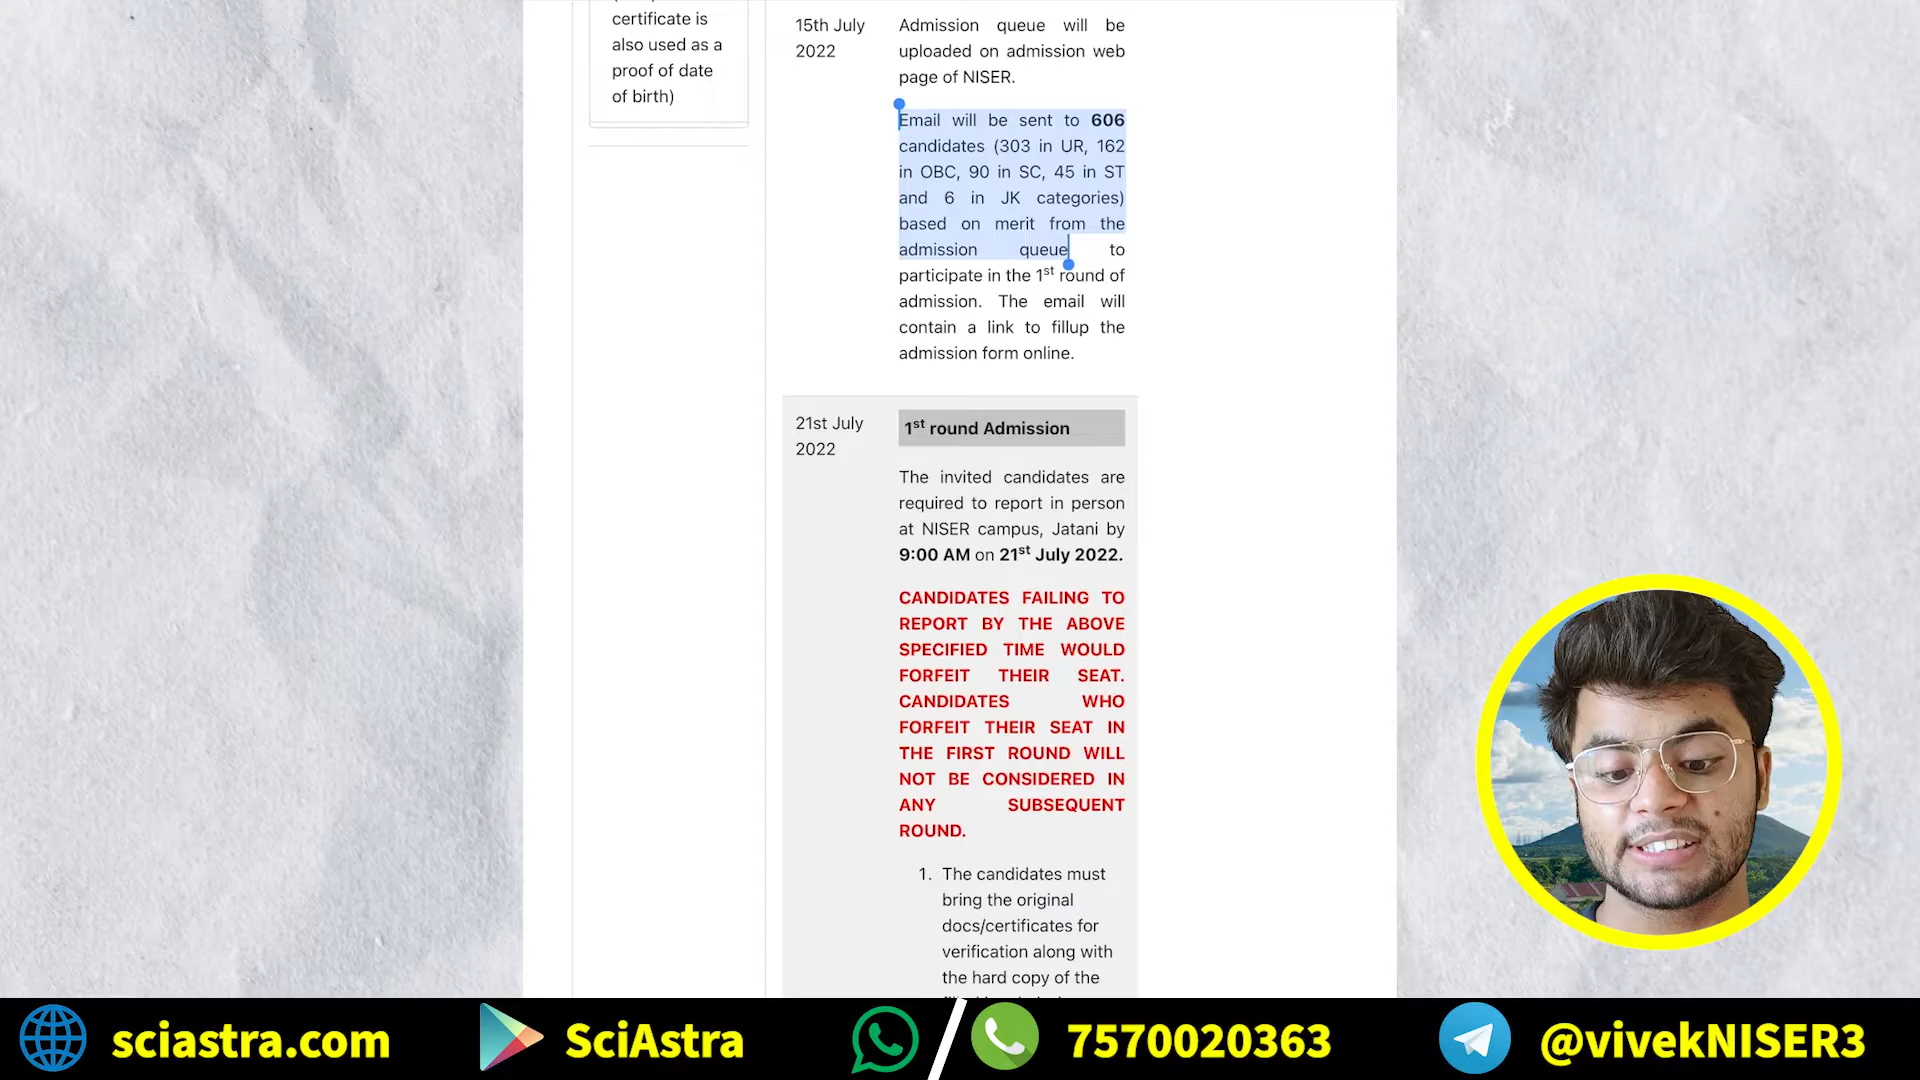 certificate is
also used as a
proof of date
of birth)
15th July
2022
Admission queue will be
uploaded on admission web
page of NISER.
Email will be sent to 606
candidates (303 in UR, 162
in OBC, 90 in SC, 45 in ST
and 6 in JK categories)
based on merit from the
admission queue to
participate in the 1st round of
admission. The email will
contain a link to fillup the
admission form online.
21st July
2022
1st round Admission
The invited candidates are
required to report in person
at NISER campus, Jatani by
9:00 AM on 21st July 2022.
CANDIDATES FAILING TO
REPORT BY THE ABOVE
SPECIFIED TIME WOULD
FORFEIT THEIR SEAT.
CANDIDATES WHO
FORFEIT THEIR SEAT IN
THE FIRST ROUND WILL
NOT BE CONSIDERED IN
ANY SUBSEQUENT
ROUND.
1. The candidates must
bring the original
docs/certificates for
verification along with
the hard copy of the
sciastra.com
SciAstra
7570020363
@vivekNISER3